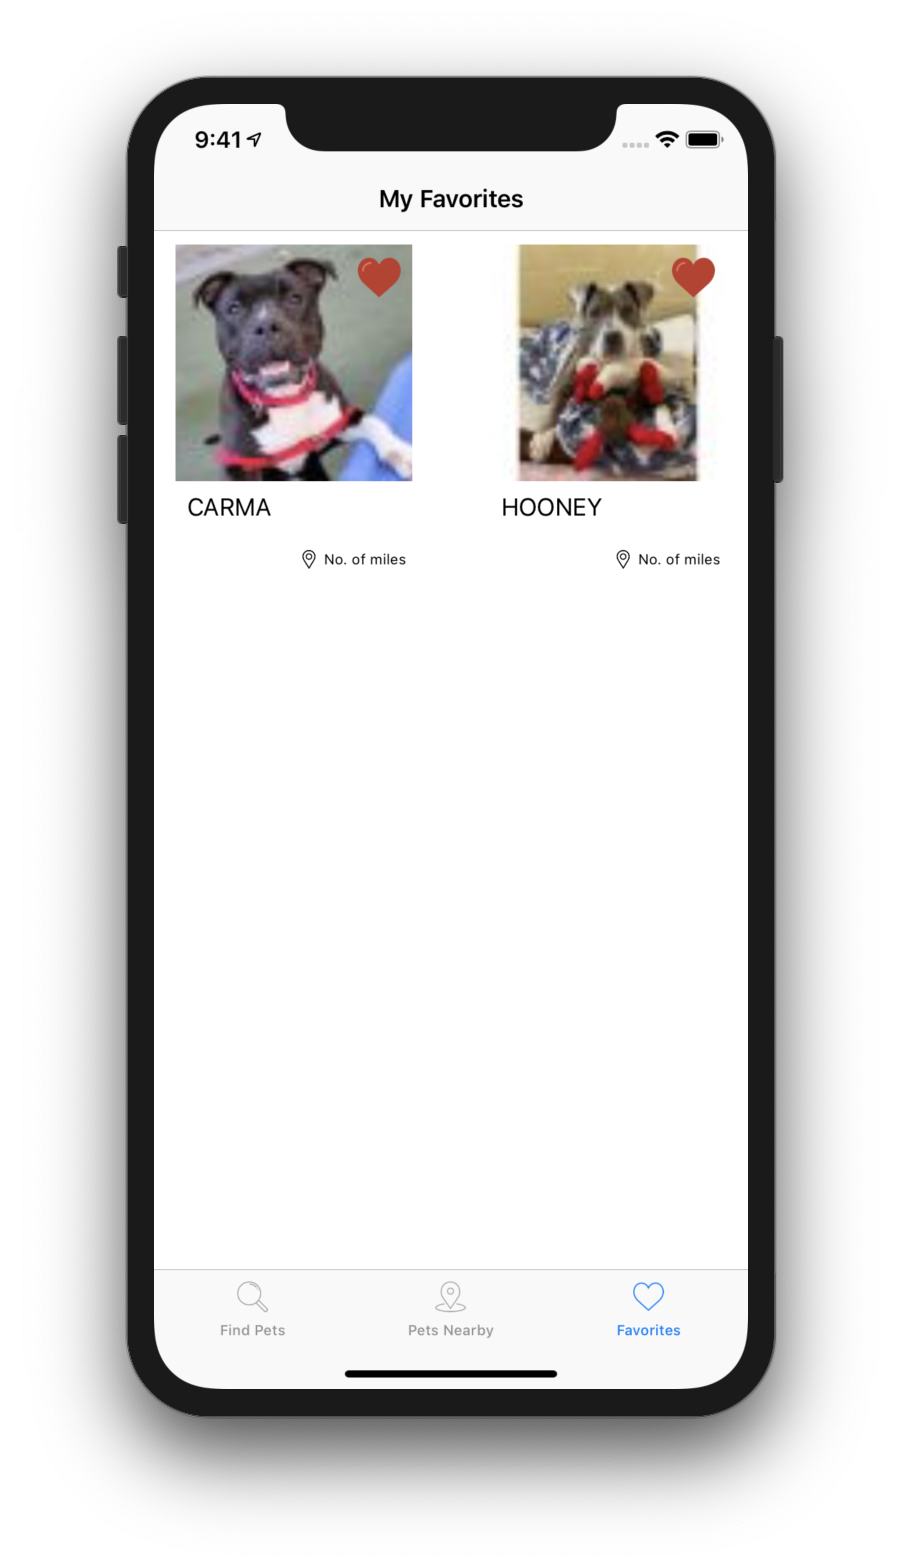 9:41
My Favorites
CARMA
HOONEY
No. of miles
No. of miles
Find Pets
Pets Nearby
Favorites